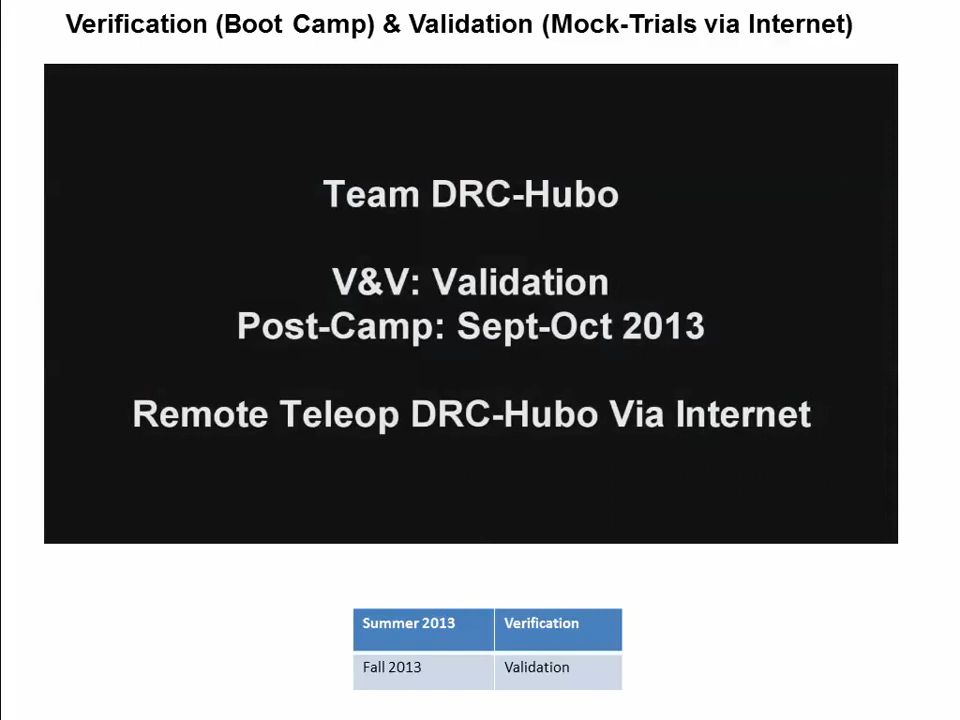 Verification (Boot Camp) & Validation (Mock-Trials via Internet)
Team DRC-Hubo
V&V: Validation
Post-Camp: Sept-Oct 2013
Remote Teleop DRC-Hubo Via Internet
Summer 2013 Verification
Fall 2013 Validation